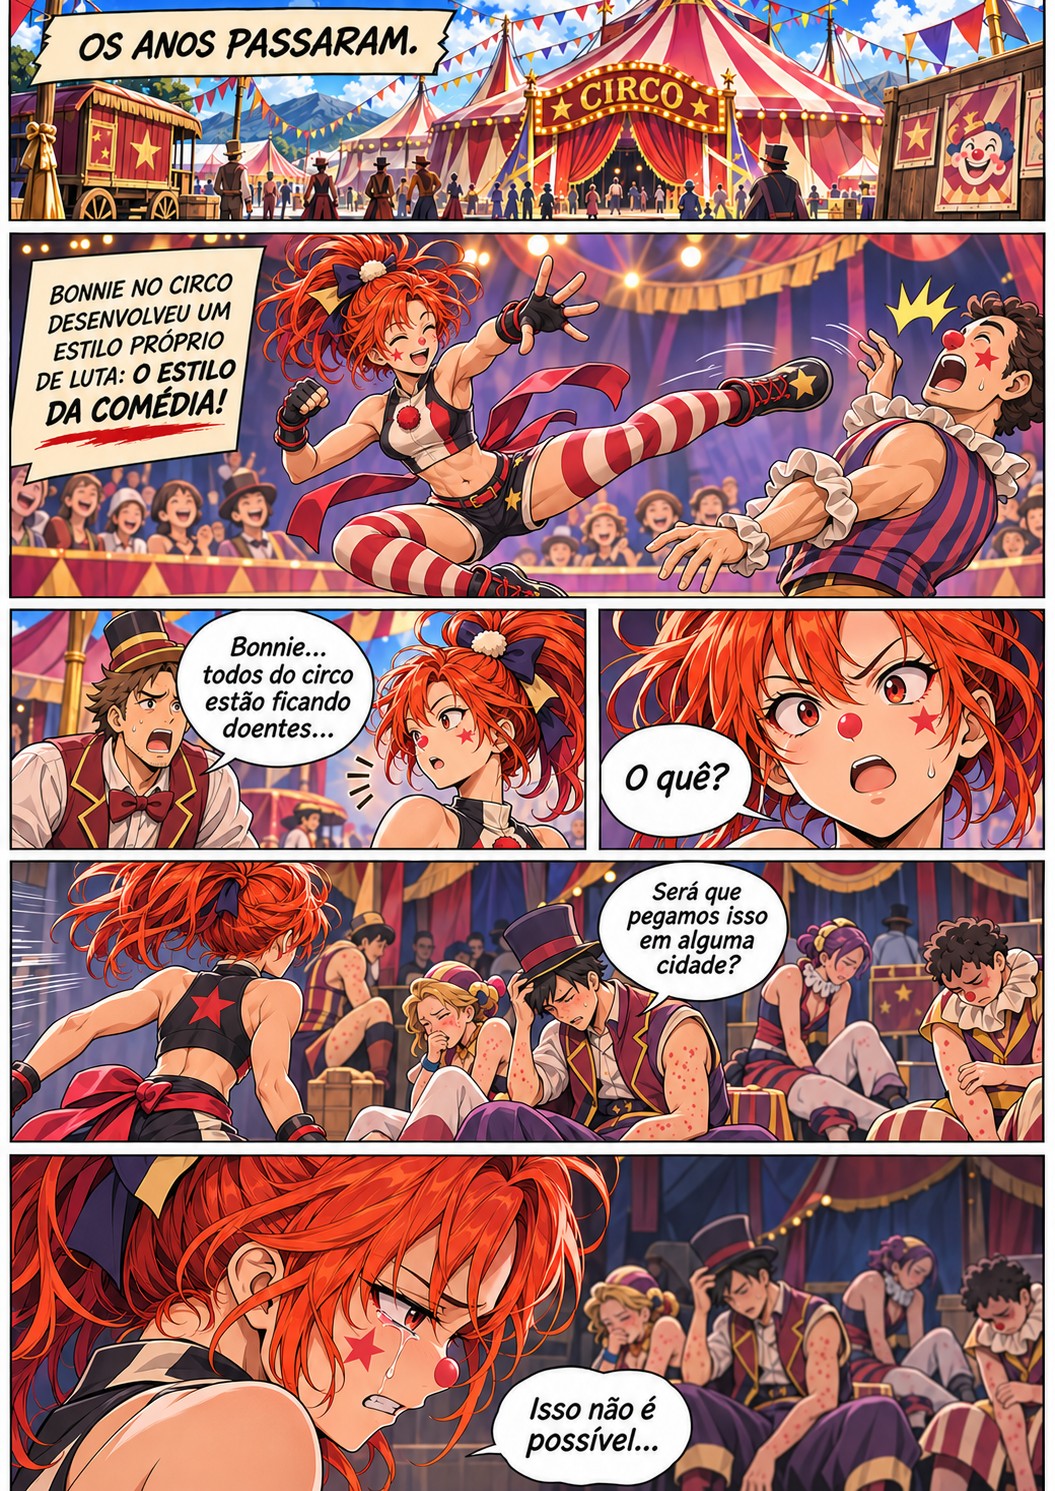 OS ANOS PASSARAM.
CIRCO
BONNIE NO CIRCO
DESENVOLVEU UM
ESTILO PRÓPRIO
DE LUTA: O ESTILO
DA COMÉDIA!
Bonnie...
todos do circo
estão ficando
doentes...
O quê?
Será que
pegamos isso
em alguma
cidade?
Isso não é
possível...